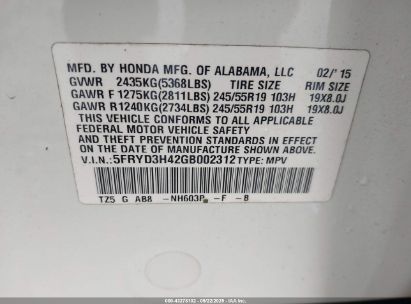 MFD. BY HONDA MFG. OF ALABAMA, LLC 02/'15
GVWR 2435KG(5368LBS) TIRE SIZE RIM SIZE
GAWR F 1275KG(2811LBS) 245/55R19 103H 19X8.0J
GAWR R1240KG(2734LBS) 245/55R19 103H 19X8.0J
THIS VEHICLE CONFORMS TO ALL APPLICABLE
FEDERAL MOTOR VEHICLE SAFETY, BUMPER,
AND THEFT PREVENTION STANDARDS IN EFFECT
ON THE DATE OF MANUFACTURE SHOWN ABOVE.
V.I.N.: 5FRYD3H42GB002312 TYPE: MPV
TZ5 G AB8 -NH603P -F -B